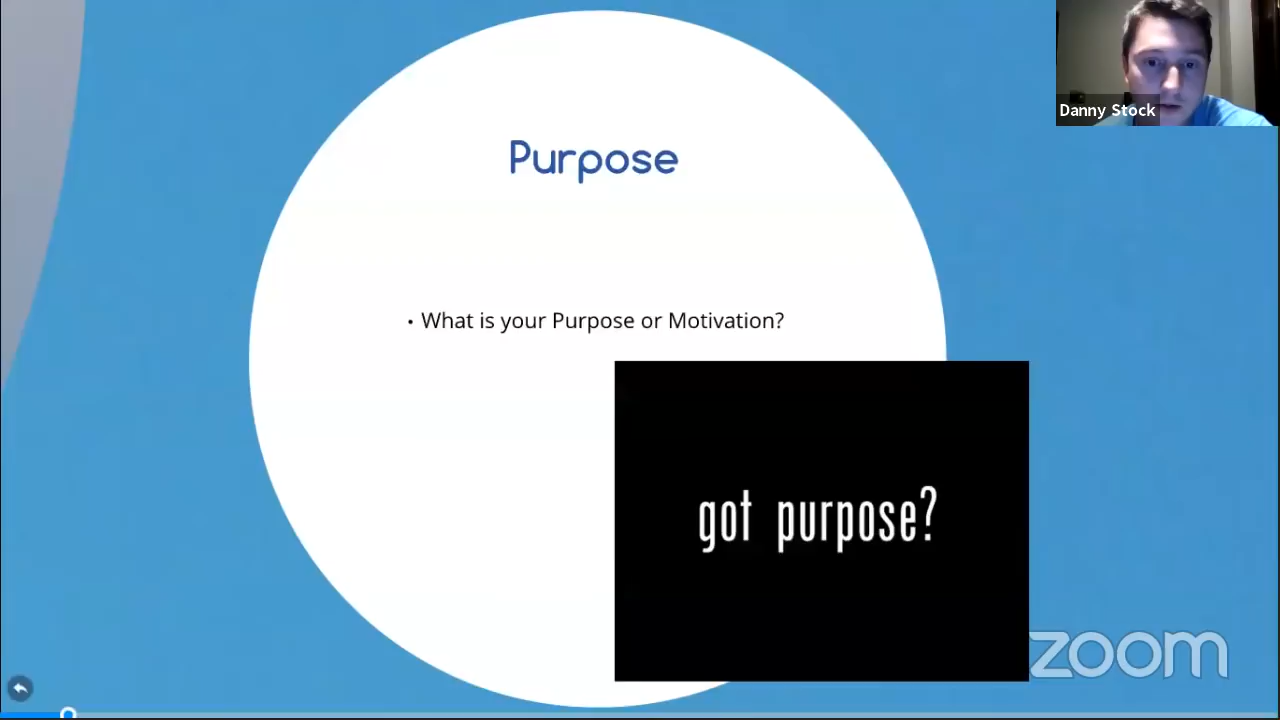 Danny Stock
Purpose
• What is your Purpose or Motivation?
got purpose?
zoom